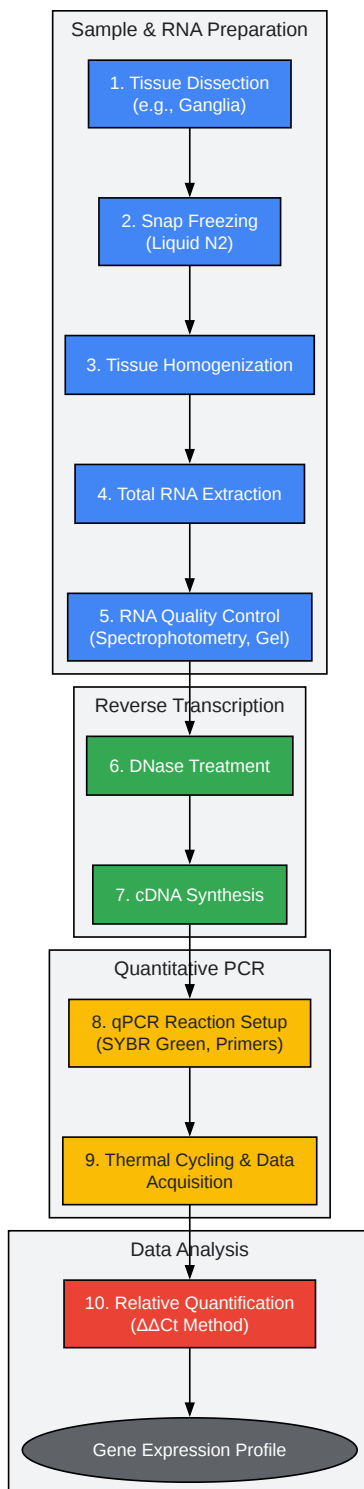 Sample & RNA Preparation
1. Tissue Dissection
(e.g., Ganglia)
2. Snap Freezing
(Liquid N2)
3. Tissue Homogenization
4. Total RNA Extraction
5. RNA Quality Control
(Spectrophotometry, Gel)
Reverse Transcription
6. DNase Treatment
7. cDNA Synthesis
Quantitative PCR
8. qPCR Reaction Setup
(SYBR Green, Primers)
9. Thermal Cycling & Data
Acquisition
Data Analysis
10. Relative Quantification
(ΔΔCt Method)
Gene Expression Profile